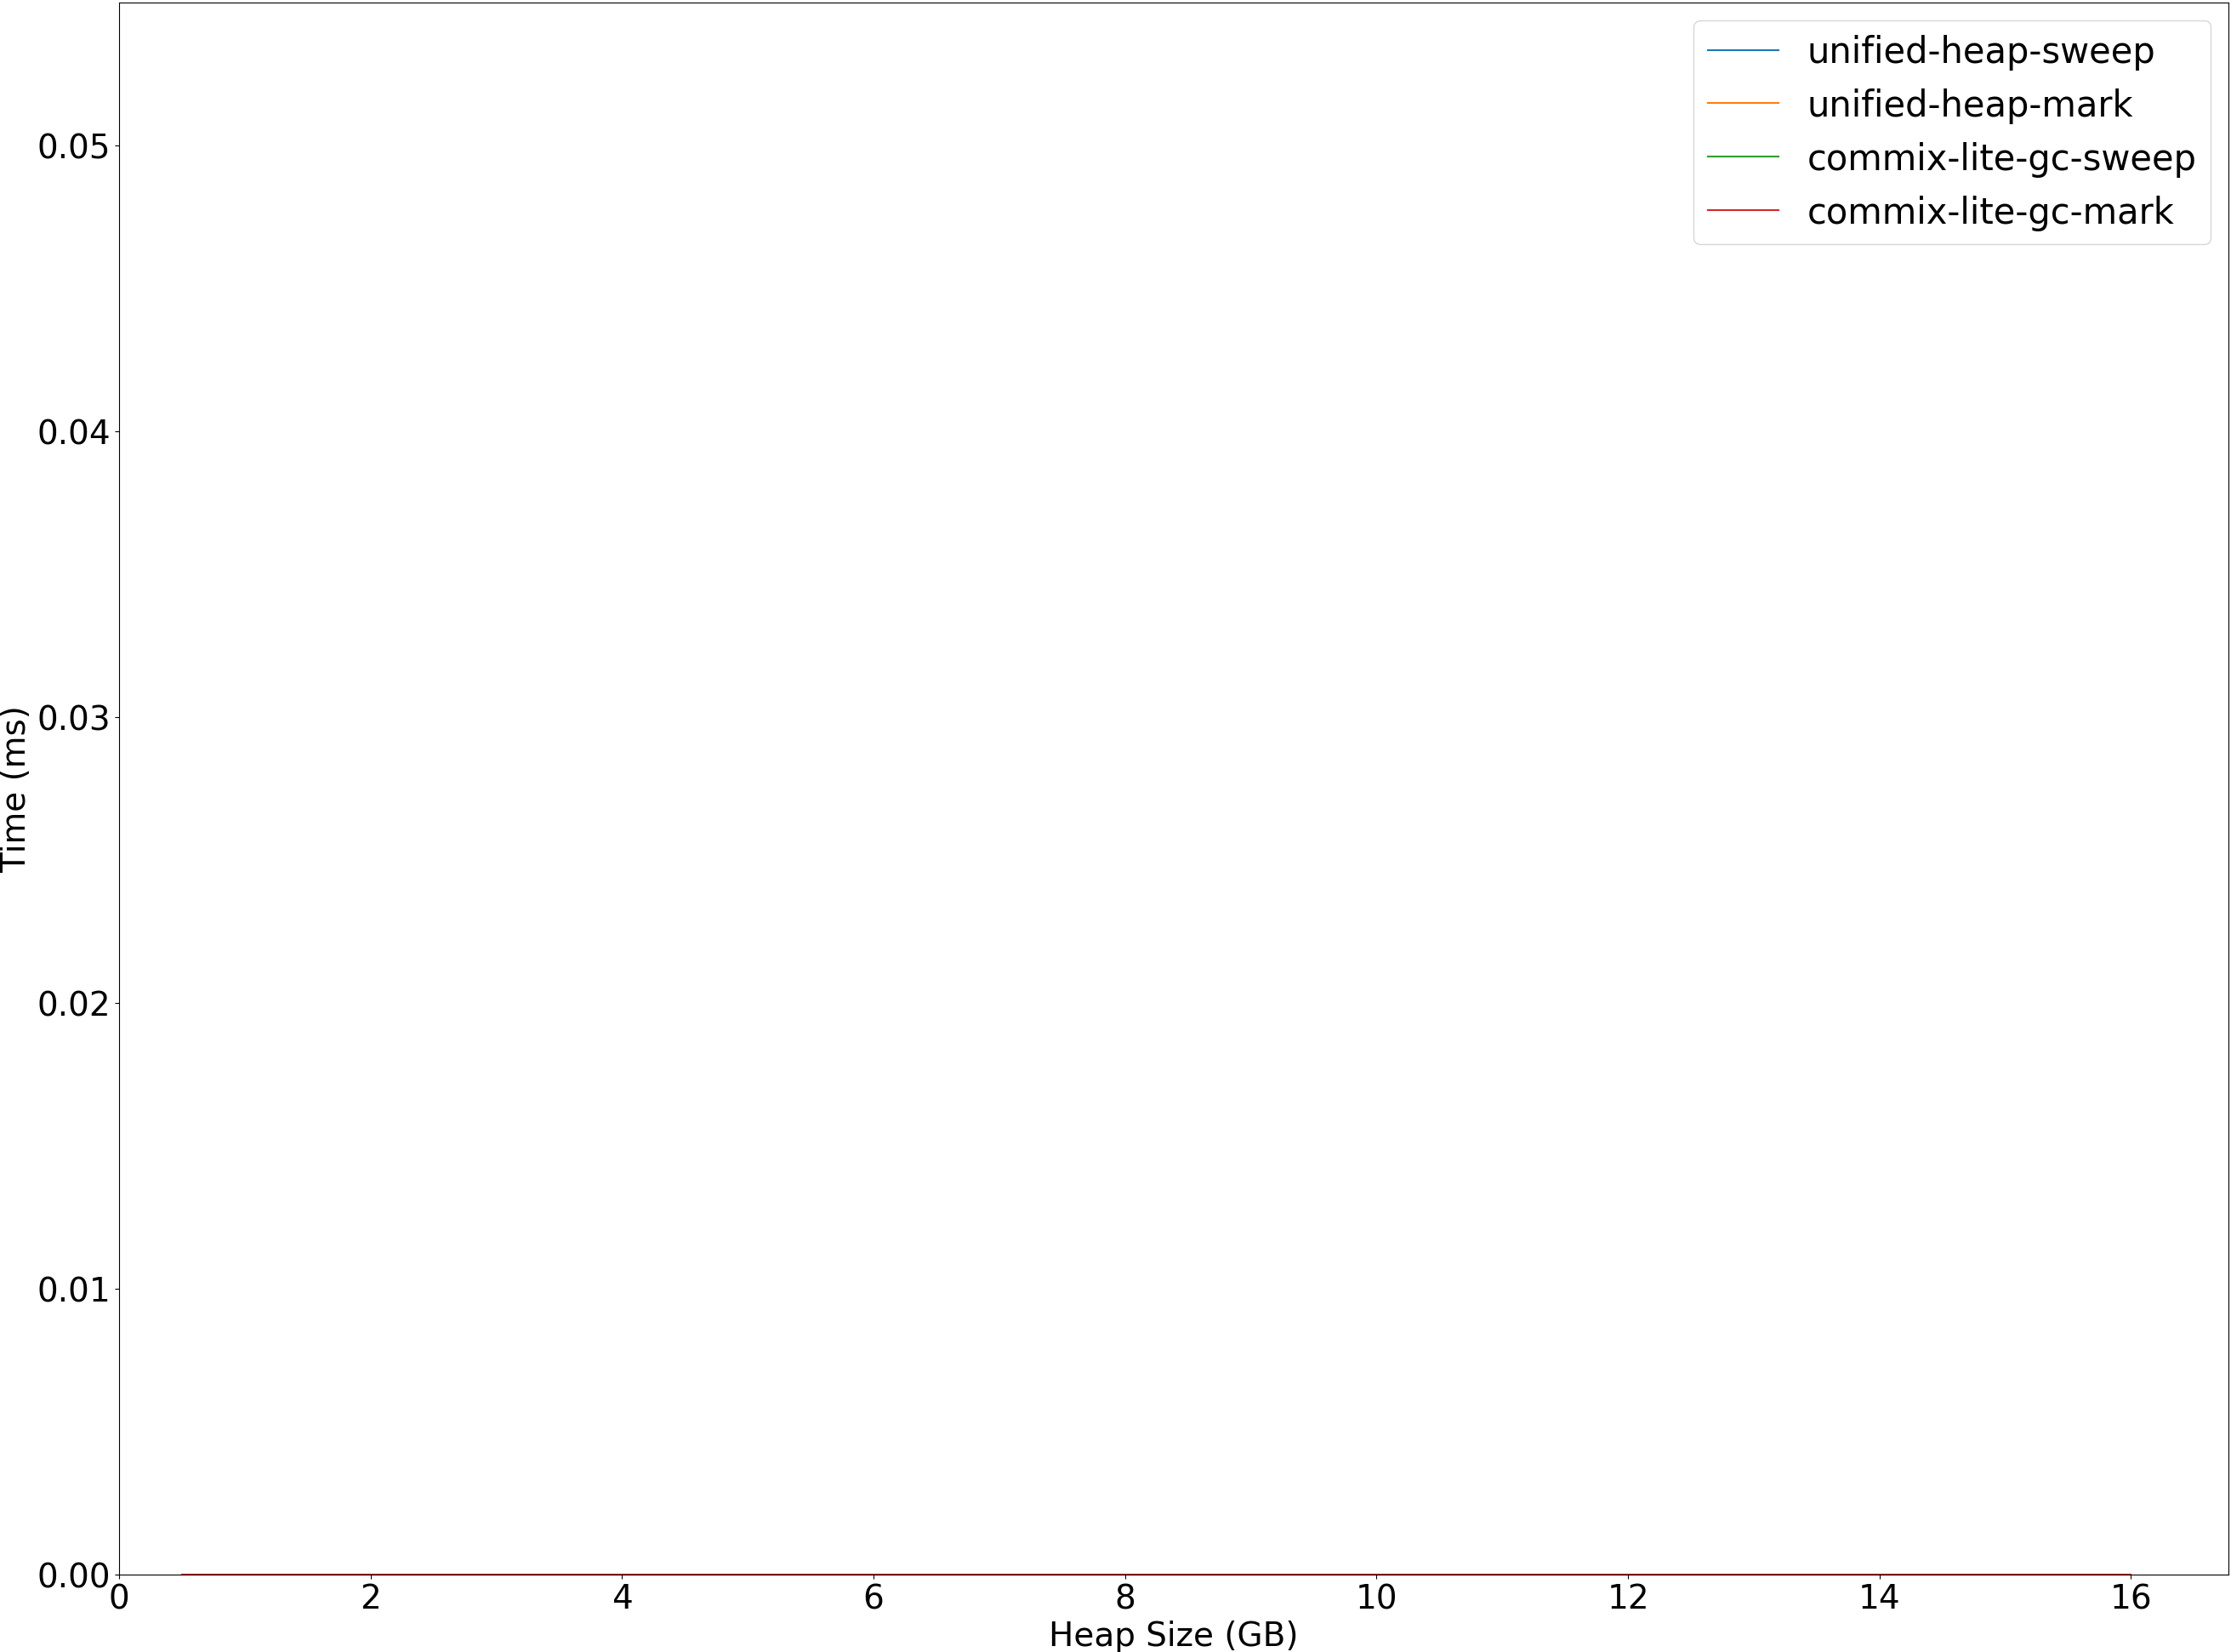 unified-heap-sweep
unified-heap-mark
commix-lite-gc-sweep
commix-lite-gc-mark
0.05
0.04
0.03
0.02
0.01
0.00
Time (ms)
0 2 4 6 8 10 12 14 16
Heap Size (GB)